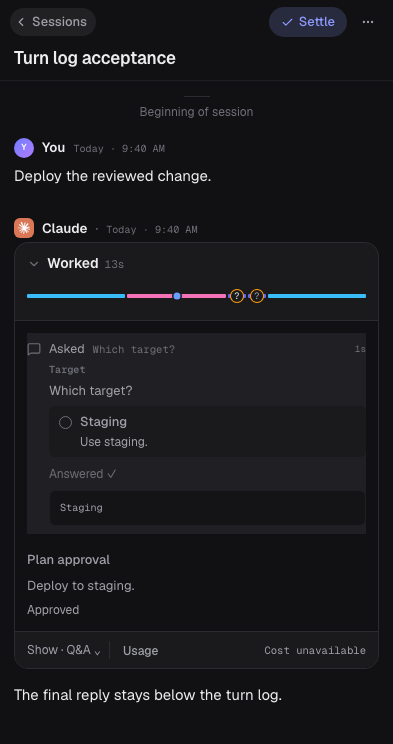 Sessions
Settle
Turn log acceptance
Beginning of session
Y You Today · 9:40 AM
Deploy the reviewed change.
Claude · Today · 9:40 AM
Worked 13s
? ?
Asked Which target? 1s
Target
Which target?
Staging
Use staging.
Answered ✓
Staging
Plan approval
Deploy to staging.
Approved
Show · Q&A Usage Cost unavailable
The final reply stays below the turn log.